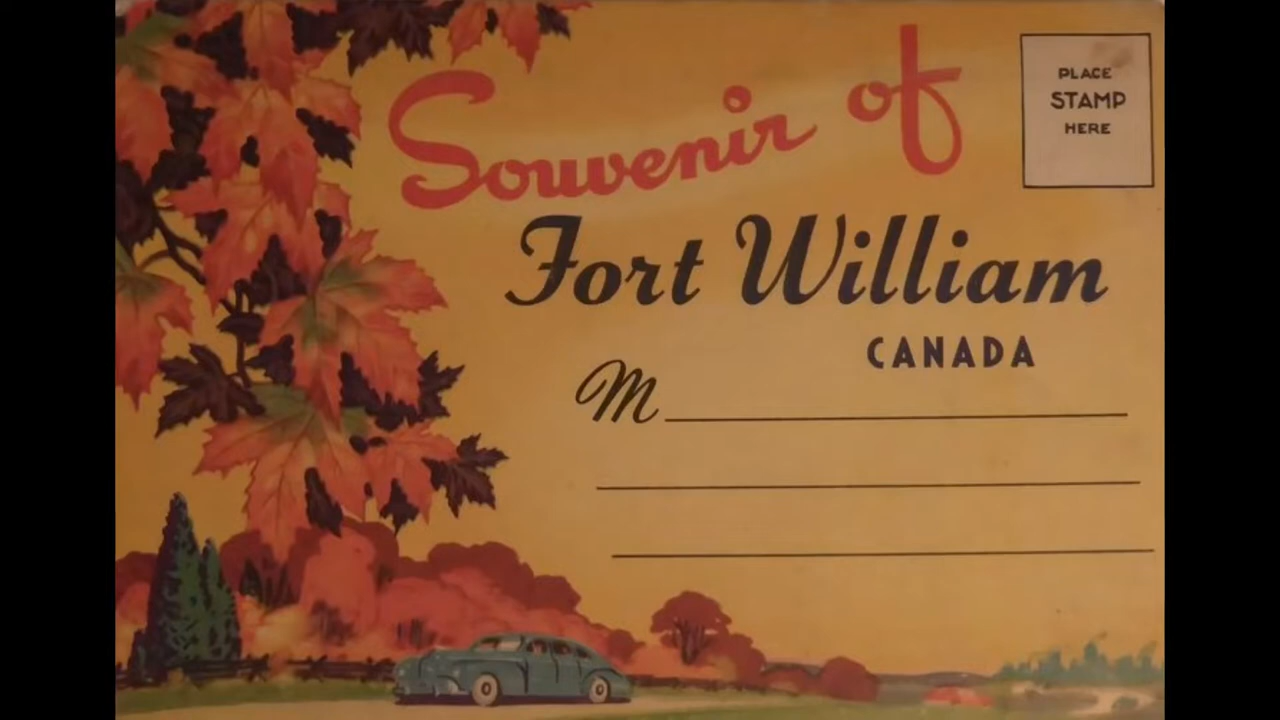 Souvenir of
PLACE
STAMP
HERE
Fort William
CANADA
M